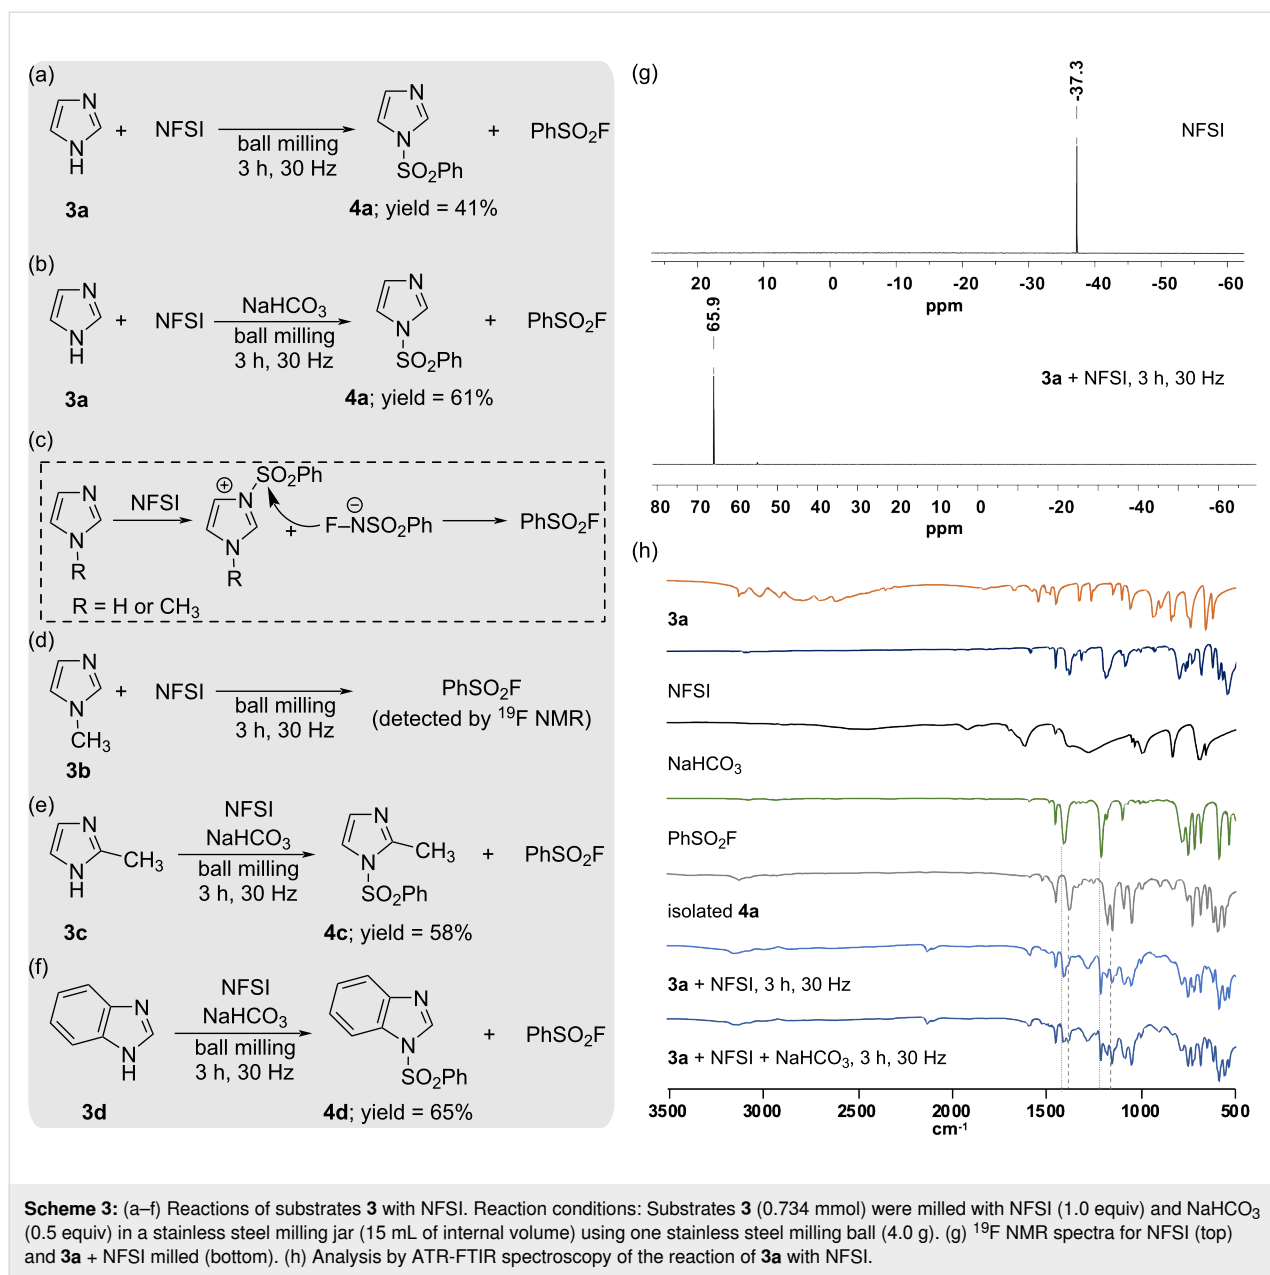 (a)
N
N
H
3a
+
NFSI
ball milling
3 h, 30 Hz
N
N
SO₂Ph
4a; yield = 41%
+
PhSO₂F
(b)
N
N
H
3a
+
NFSI
NaHCO₃
ball milling
3 h, 30 Hz
N
N
SO₂Ph
4a; yield = 61%
+
PhSO₂F
(c)
N
N
R
NFSI
⊕
SO₂Ph
N
N
R
+
⊖
F–NSO₂Ph
PhSO₂F
R = H or CH₃
(d)
N
N
CH₃
3b
+
NFSI
ball milling
3 h, 30 Hz
PhSO₂F
(detected by ¹⁹F NMR)
(e)
N
N
H
CH₃
3c
NFSI
NaHCO₃
ball milling
3 h, 30 Hz
N
N
CH₃
SO₂Ph
4c; yield = 58%
+
PhSO₂F
(f)
N
N
H
3d
NFSI
NaHCO₃
ball milling
3 h, 30 Hz
N
N
SO₂Ph
4d; yield = 65%
+
PhSO₂F
(g)
-37.3
NFSI
20 10 0 -10 -20 -30 -40 -50 -60
ppm
65.9
3a + NFSI, 3 h, 30 Hz
80 70 60 50 40 30 20 10 0 -20 -40 -60
ppm
(h)
3a
NFSI
NaHCO₃
PhSO₂F
isolated 4a
3a + NFSI, 3 h, 30 Hz
3a + NFSI + NaHCO₃, 3 h, 30 Hz
3500 3000 2500 2000 1500 1000 500
cm⁻¹
Scheme 3: (a–f) Reactions of substrates 3 with NFSI. Reaction conditions: Substrates 3 (0.734 mmol) were milled with NFSI (1.0 equiv) and NaHCO₃
(0.5 equiv) in a stainless steel milling jar (15 mL of internal volume) using one stainless steel milling ball (4.0 g). (g) ¹⁹F NMR spectra for NFSI (top)
and 3a + NFSI milled (bottom). (h) Analysis by ATR-FTIR spectroscopy of the reaction of 3a with NFSI.